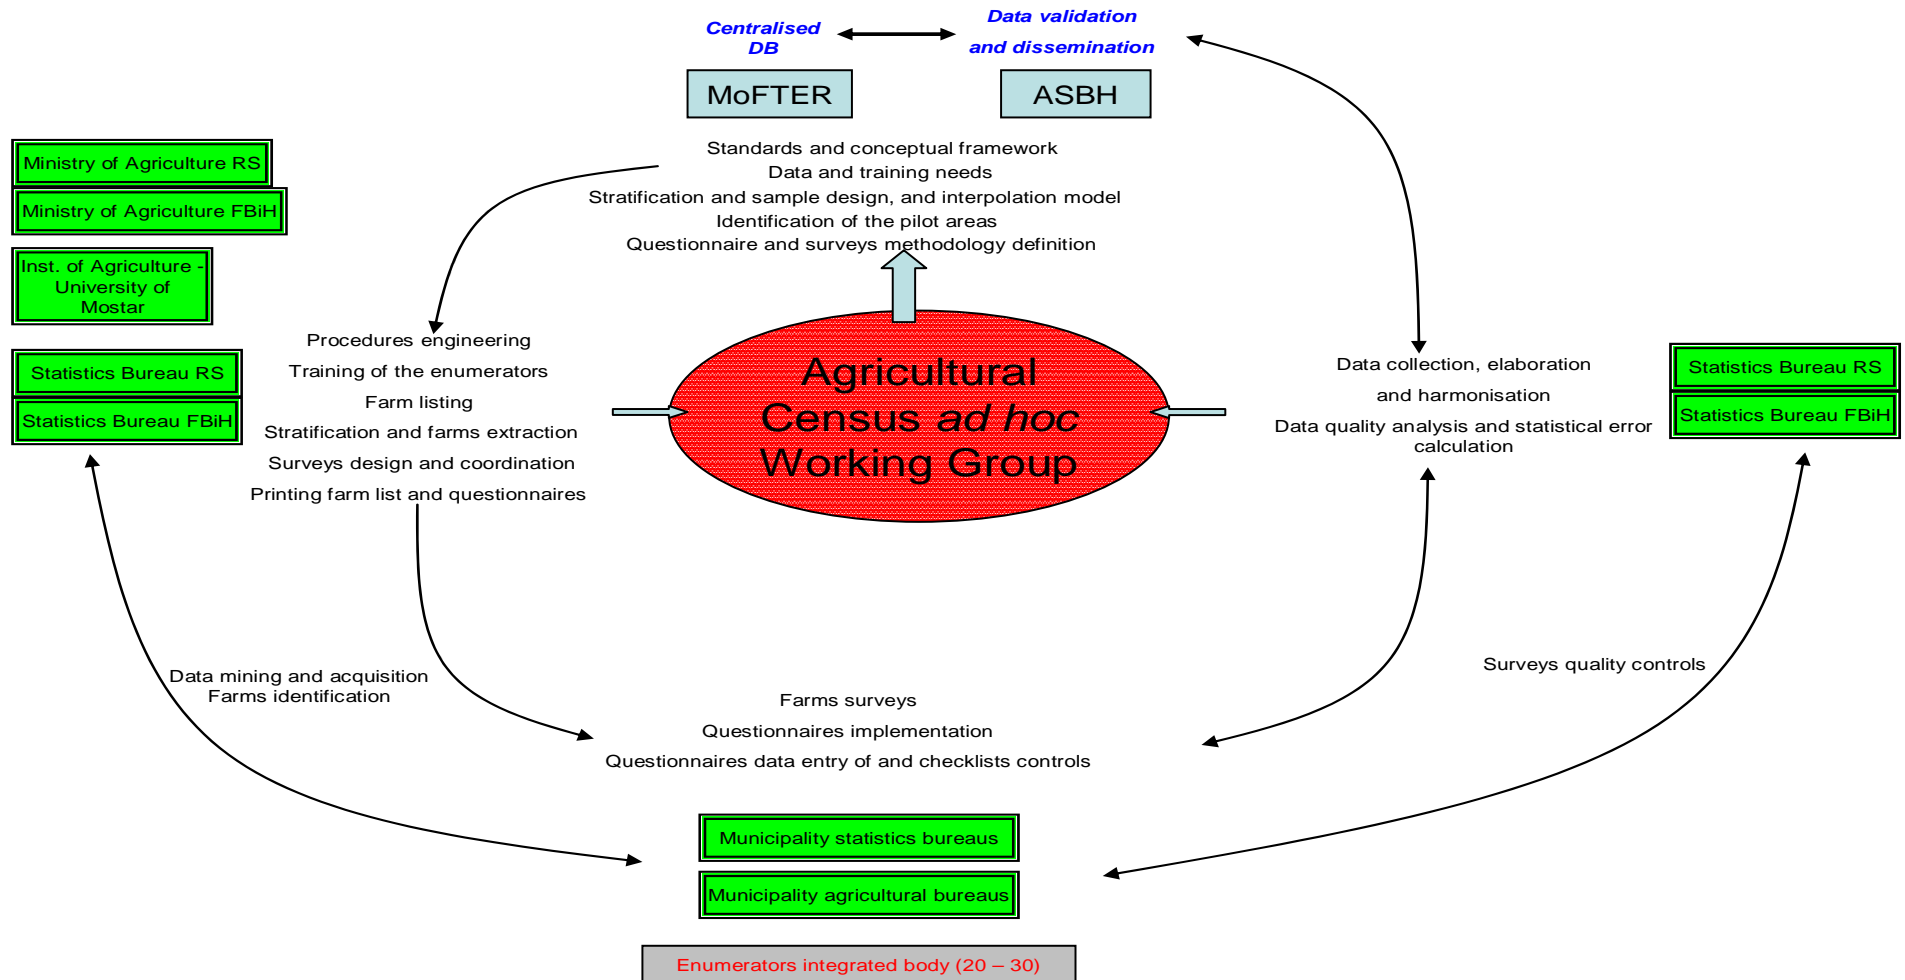 Centralised
DB
Data validation
and dissemination
MoFTER
ASBH
Standards and conceptual framework
Data and training needs
Stratification and sample design, and interpolation model
Identification of the pilot areas
Questionnaire and surveys methodology definition
Ministry of Agriculture RS
Ministry of Agriculture FBiH
Inst. of Agriculture -
University of
Mostar
Statistics Bureau RS
Statistics Bureau FBiH
Procedures engineering
Training of the enumerators
Farm listing
Stratification and farms extraction
Surveys design and coordination
Printing farm list and questionnaires
Agricultural
Census ad hoc
Working Group
Data collection, elaboration
and harmonisation
Data quality analysis and statistical error
calculation
Statistics Bureau RS
Statistics Bureau FBiH
Data mining and acquisition
Farms identification
Surveys quality controls
Farms surveys
Questionnaires implementation
Questionnaires data entry of and checklists controls
Municipality statistics bureaus
Municipality agricultural bureaus
Enumerators integrated body (20 – 30)